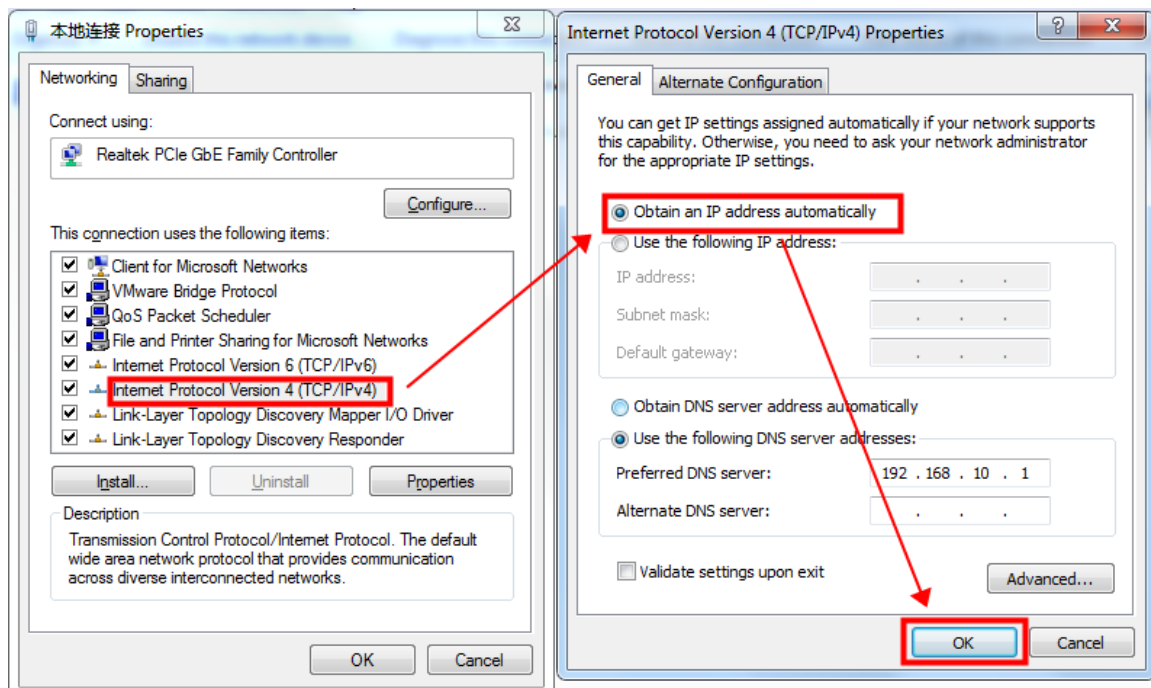 本地连接 Properties
Networking
Sharing
Connect using:
Realtek PCIe GbE Family Controller
Configure...
This connection uses the following items:
Client for Microsoft Networks
VMware Bridge Protocol
QoS Packet Scheduler
File and Printer Sharing for Microsoft Networks
Internet Protocol Version 6 (TCP/IPv6)
Internet Protocol Version 4 (TCP/IPv4)
Link-Layer Topology Discovery Mapper I/O Driver
Link-Layer Topology Discovery Responder
Install...
Uninstall
Properties
Description
Transmission Control Protocol/Internet Protocol. The default
wide area network protocol that provides communication
across diverse interconnected networks.
OK
Cancel
Internet Protocol Version 4 (TCP/IPv4) Properties
General
Alternate Configuration
You can get IP settings assigned automatically if your network supports
this capability. Otherwise, you need to ask your network administrator
for the appropriate IP settings.
Obtain an IP address automatically
Use the following IP address:
IP address:
Subnet mask:
Default gateway:
Obtain DNS server address automatically
Use the following DNS server addresses:
Preferred DNS server: 192 . 168 . 10 . 1
Alternate DNS server:
Validate settings upon exit
Advanced...
OK
Cancel